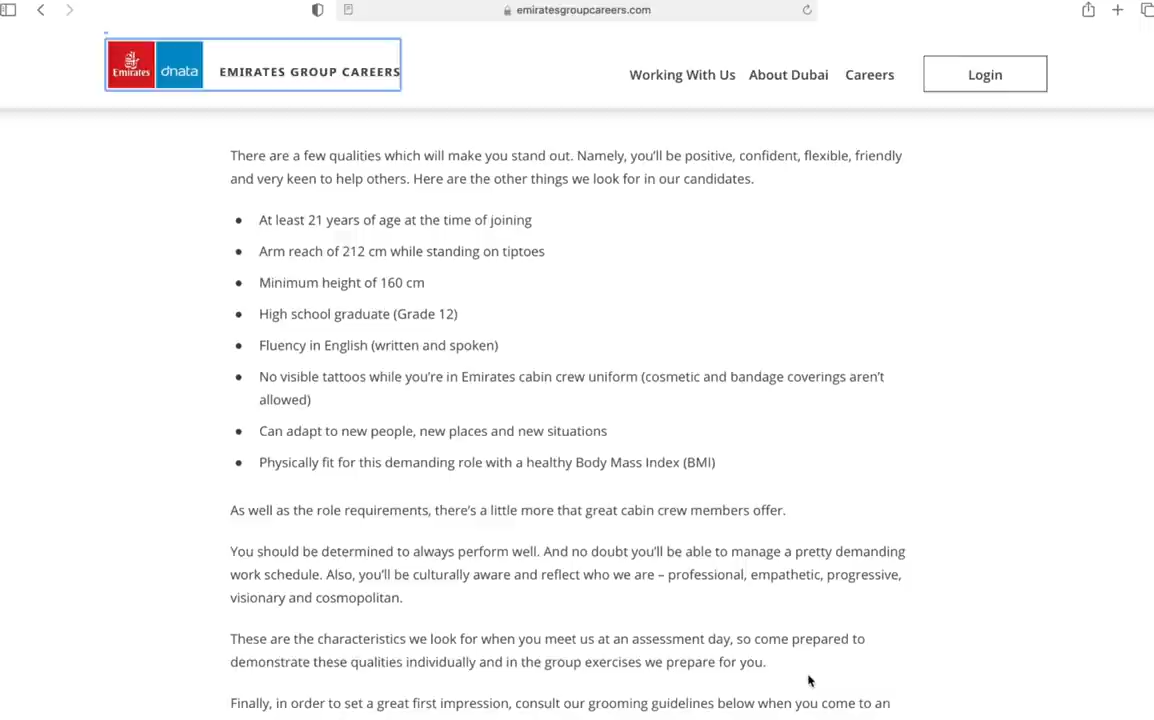 emiratesgroupcareers.com
Emirates
dnata
EMIRATES GROUP CAREERS
Working With Us About Dubai Careers Login
There are a few qualities which will make you stand out. Namely, you'll be positive, confident, flexible, friendly
and very keen to help others. Here are the other things we look for in our candidates.
● At least 21 years of age at the time of joining
● Arm reach of 212 cm while standing on tiptoes
● Minimum height of 160 cm
● High school graduate (Grade 12)
● Fluency in English (written and spoken)
● No visible tattoos while you're in Emirates cabin crew uniform (cosmetic and bandage coverings aren't
allowed)
● Can adapt to new people, new places and new situations
● Physically fit for this demanding role with a healthy Body Mass Index (BMI)
As well as the role requirements, there's a little more that great cabin crew members offer.
You should be determined to always perform well. And no doubt you'll be able to manage a pretty demanding
work schedule. Also, you'll be culturally aware and reflect who we are – professional, empathetic, progressive,
visionary and cosmopolitan.
These are the characteristics we look for when you meet us at an assessment day, so come prepared to
demonstrate these qualities individually and in the group exercises we prepare for you.
Finally, in order to set a great first impression, consult our grooming guidelines below when you come to an